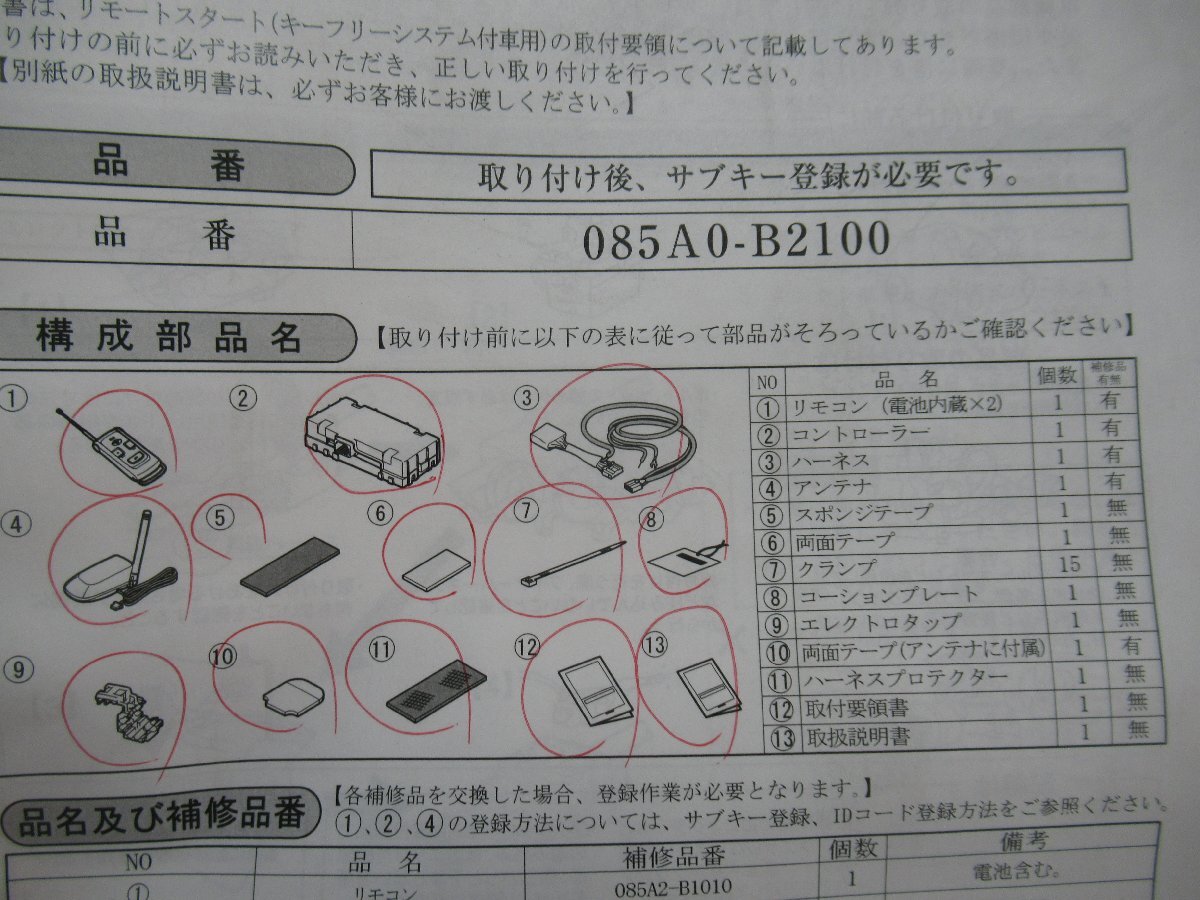 書は、リモートスタート(キーフリーシステム付車用)の取付要領について記載してあります。
り付けの前に必ずお読みいただき、正しい取り付けを行ってください。
【別紙の取扱説明書は、必ずお客様にお渡しください。】
品 番
取り付け後、サブキー登録が必要です。
品 番 085A0-B2100
構成部品名
【取り付け前に以下の表に従って部品がそろっているかご確認ください】
① ② ③
④ ⑤ ⑥ ⑦ ⑧
⑨ ⑩ ⑪ ⑫ ⑬
NO 品 名 個数 補修品有無
① リモコン (電池内蔵×2) 1 有
② コントローラー 1 有
③ ハーネス 1 有
④ アンテナ 1 有
⑤ スポンジテープ 1 無
⑥ 両面テープ 1 無
⑦ クランプ 15 無
⑧ コーションプレート 1 無
⑨ エレクトロタップ 1 無
⑩ 両面テープ(アンテナに付属) 1 有
⑪ ハーネスプロテクター 1 無
⑫ 取付要領書 1 無
⑬ 取扱説明書 1 無
品名及び補修品番
【各補修品を交換した場合、登録作業が必要となります。】
①、②、④の登録方法については、サブキー登録、IDコード登録方法をご参照ください。
NO 品 名 補修品番 個数 備考
① リモコン 085A2-B1010 1 電池含む。